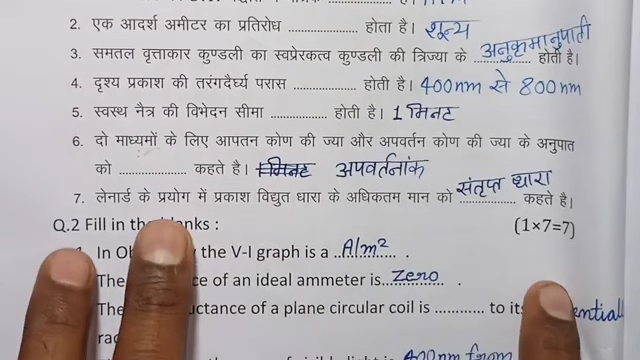 2. एक आदर्श अमीटर का प्रतिरोध .................... होता है। शून्य
3. समतल वृत्ताकार कुण्डली का स्वप्रेरकत्व कुण्डली की त्रिज्या के अनुक्रमानुपाती होती है।
4. दृश्य प्रकाश की तरंगदैर्घ्य परास .................. होती है। 400nm से 800nm
5. स्वस्थ नैत्र की विभेदन सीमा ................. होती है। 1 मिनट
6. दो माध्यमों के लिए आपतन कोण की ज्या और अपवर्तन कोण की ज्या के अनुपात
को .................... कहते है। मिनट अपवर्तनांक
7. लेनार्ड के प्रयोग में प्रकाश विद्युत धारा के अधिकतम मान को संतृप्त धारा कहते है।
Q.2 Fill in the blanks : (1×7=7)
In the V-I graph is a A/m² .
The of an ideal ammeter is Zero .
The of a plane circular coil is ............ to its
400nm from